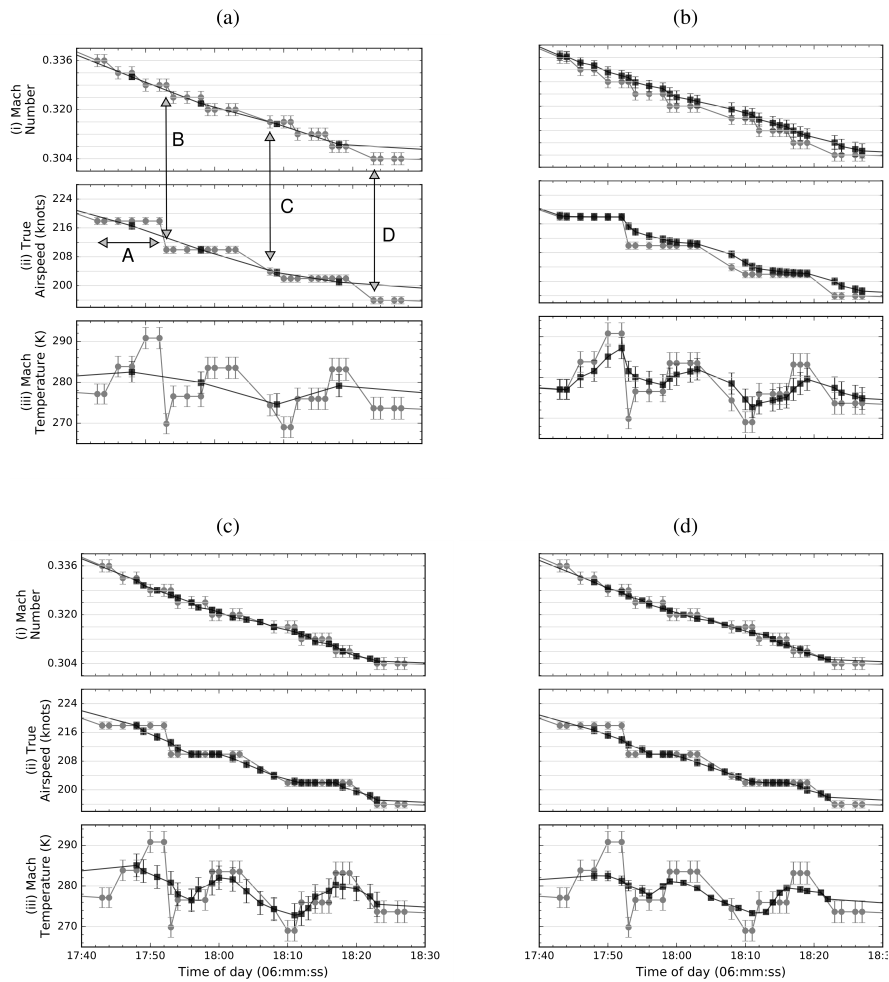 (a)
(b)
(i) Mach
Number
0.336
0.320
0.304
B
C
D
(ii) True
Airspeed (knots)
224
216
208
200
A
(iii) Mach
Temperature (K)
290
280
270
(c)
(d)
(i) Mach
Number
0.336
0.320
0.304
(ii) True
Airspeed (knots)
224
216
208
200
(iii) Mach
Temperature (K)
290
280
270
17:40 17:50 18:00 18:10 18:20 18:30
Time of day (06:mm:ss)
17:40 17:50 18:00 18:10 18:20 18:3
Time of day (06:mm:ss)